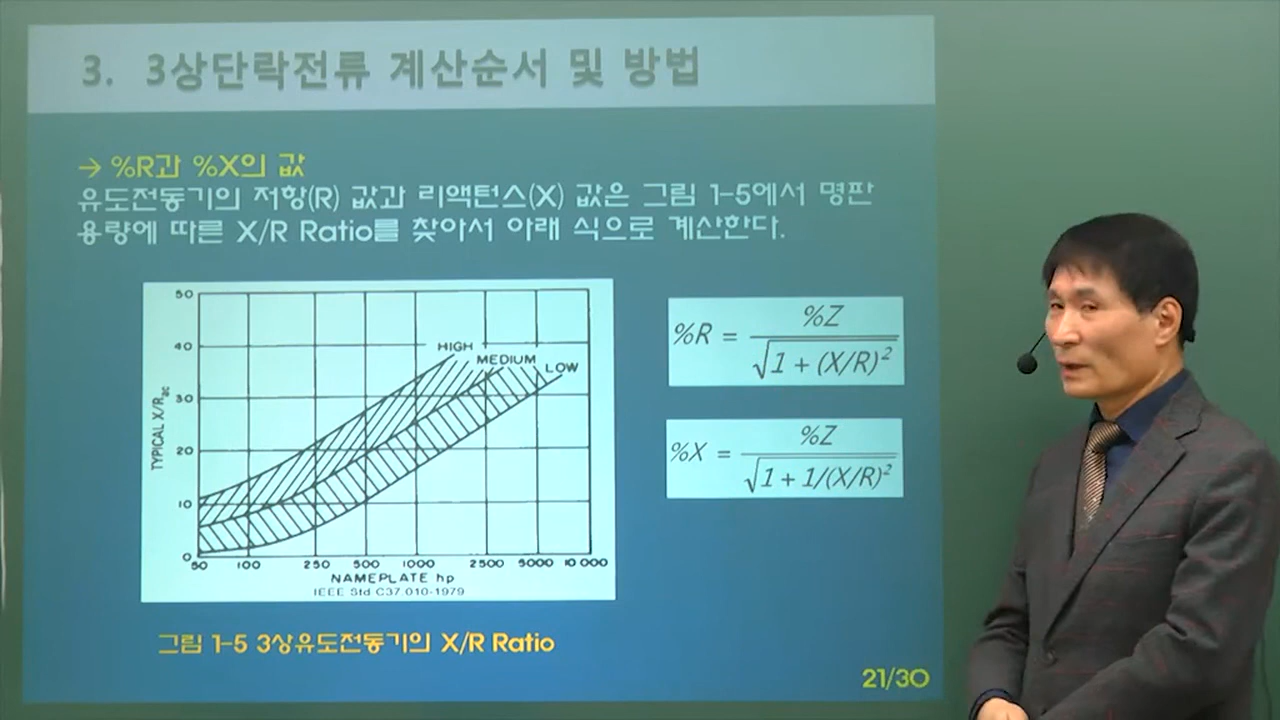 3. 3상단락전류 계산순서 및 방법
→ %R과 %X의 값
유도전동기의 저항(R) 값과 리액턴스(X) 값은 그림 1-5에서 명판
용량에 따른 X/R Ratio를 찾아서 아래 식으로 계산한다.
50
40
30
20
10
0
TYPICAL X/Rac
HIGH
MEDIUM
LOW
50 100 250 500 1000 2500 5000 10 000
NAMEPLATE hp
IEEE Std C37.010-1979
%R = %Z / √1 + (X/R)²
%X = %Z / √1 + 1/(X/R)²
그림 1-5 3상유도전동기의 X/R Ratio
21/30